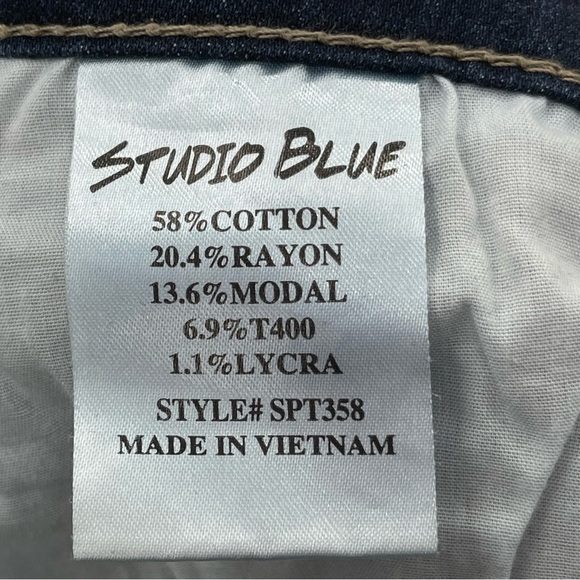 STUDIO BLUE
58%COTTON
20.4%RAYON
13.6%MODAL
6.9%T400
1.1%LYCRA
STYLE# SPT358
MADE IN VIETNAM